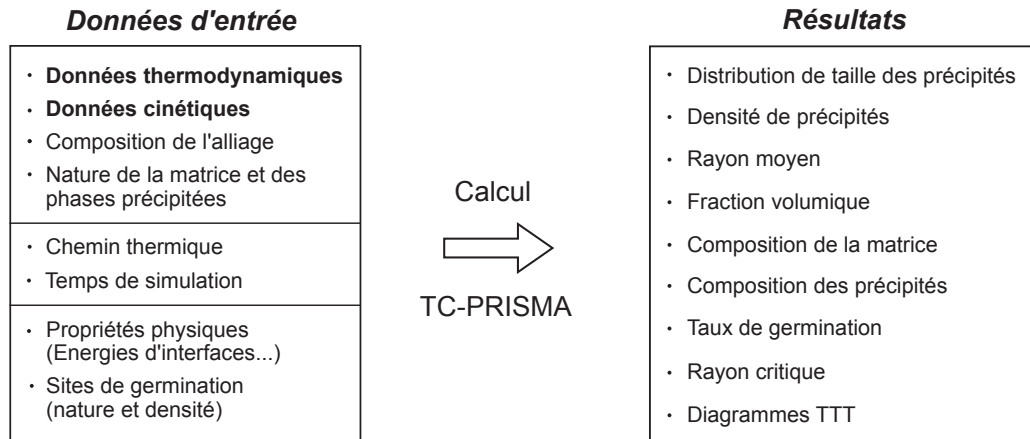 Données d'entrée
· Données thermodynamiques
· Données cinétiques
· Composition de l'alliage
· Nature de la matrice et des
phases précipitées
· Chemin thermique
· Temps de simulation
· Propriétés physiques
(Energies d'interfaces...)
· Sites de germination
(nature et densité)
Calcul
TC-PRISMA
Résultats
· Distribution de taille des précipités
· Densité de précipités
· Rayon moyen
· Fraction volumique
· Composition de la matrice
· Composition des précipités
· Taux de germination
· Rayon critique
· Diagrammes TTT